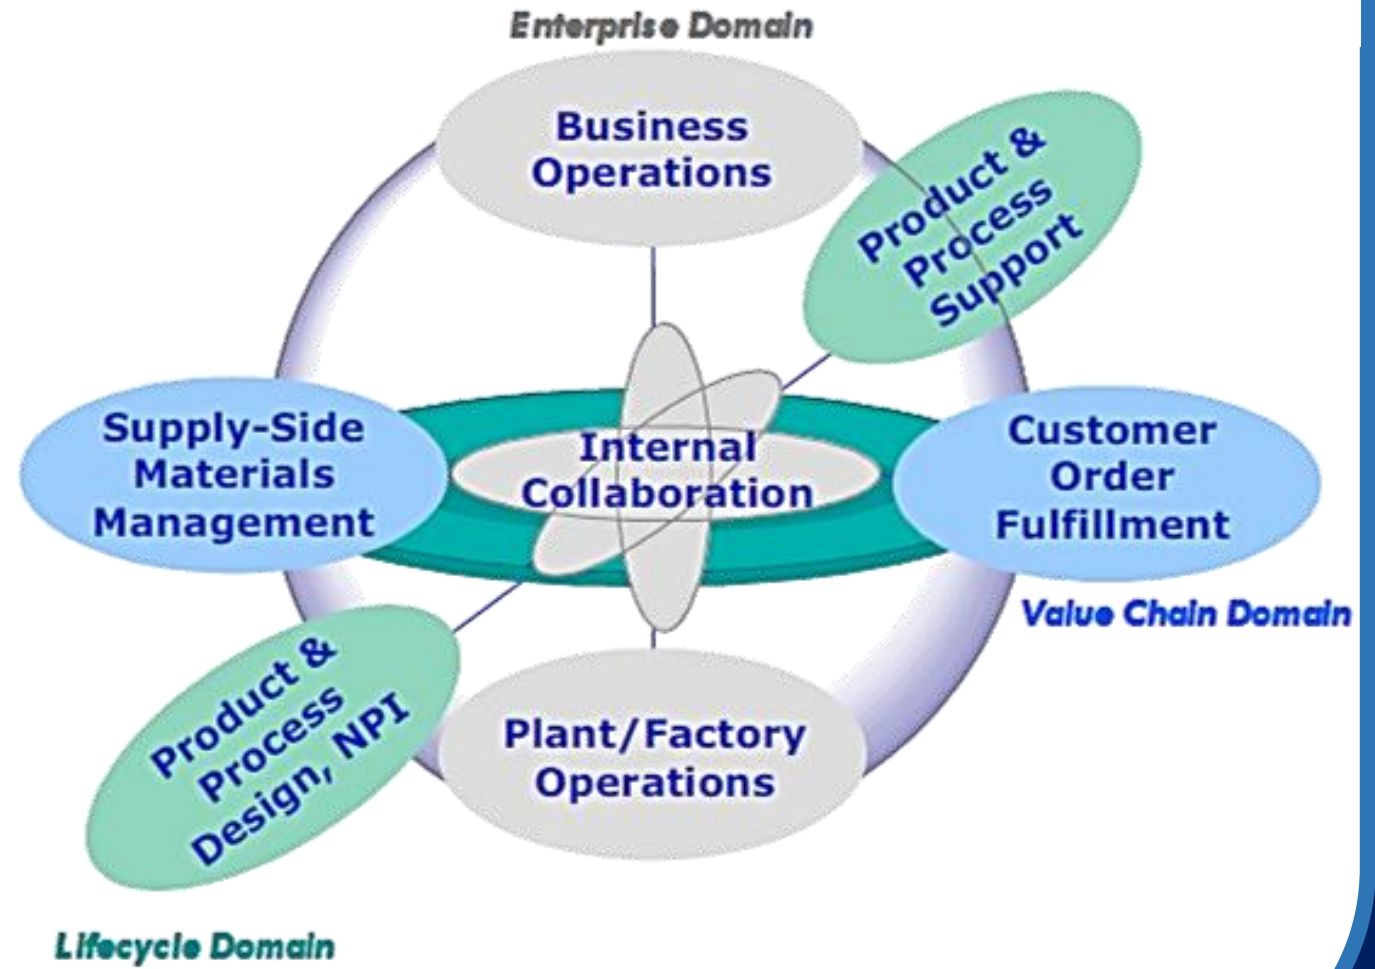 Enterprise Domain
Business
Operations
Product &
Process
Support
Supply-Side
Materials
Management
Internal
Collaboration
Customer
Order
Fulfillment
Value Chain Domain
Product &
Process
Design, NPI
Plant/Factory
Operations
Lifecycle Domain